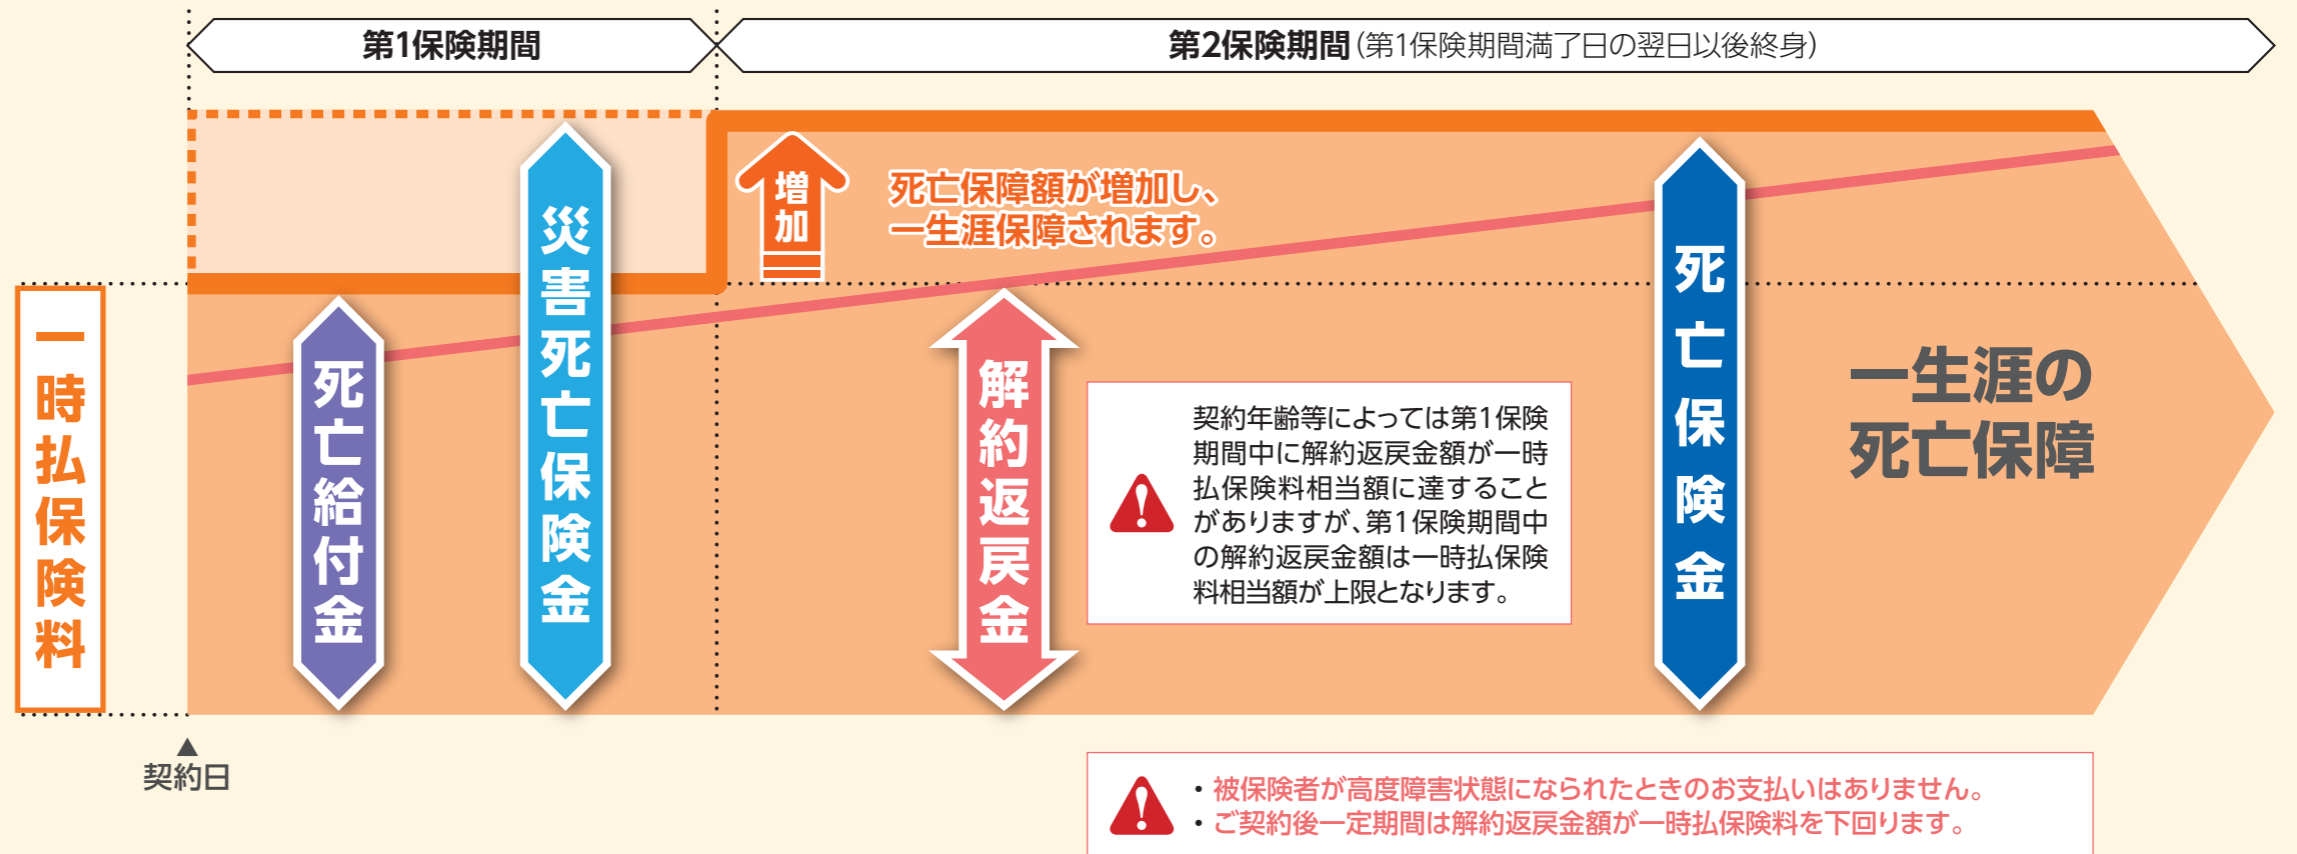 第1保険期間
第2保険期間(第1保険期間満了日の翌日以後終身)
増加
死亡保障額が増加し、
一生涯保障されます。
一時払保険料
死亡給付金
災害死亡保険金
解約返戻金
契約年齢等によっては第1保険
期間中に解約返戻金額が一時
払保険料相当額に達すること
がありますが、第1保険期間中
の解約返戻金額は一時払保険
料相当額が上限となります。
死亡保険金
一生涯の
死亡保障
▲
契約日
・被保険者が高度障害状態になられたときのお支払いはありません。
・ご契約後一定期間は解約返戻金額が一時払保険料を下回ります。